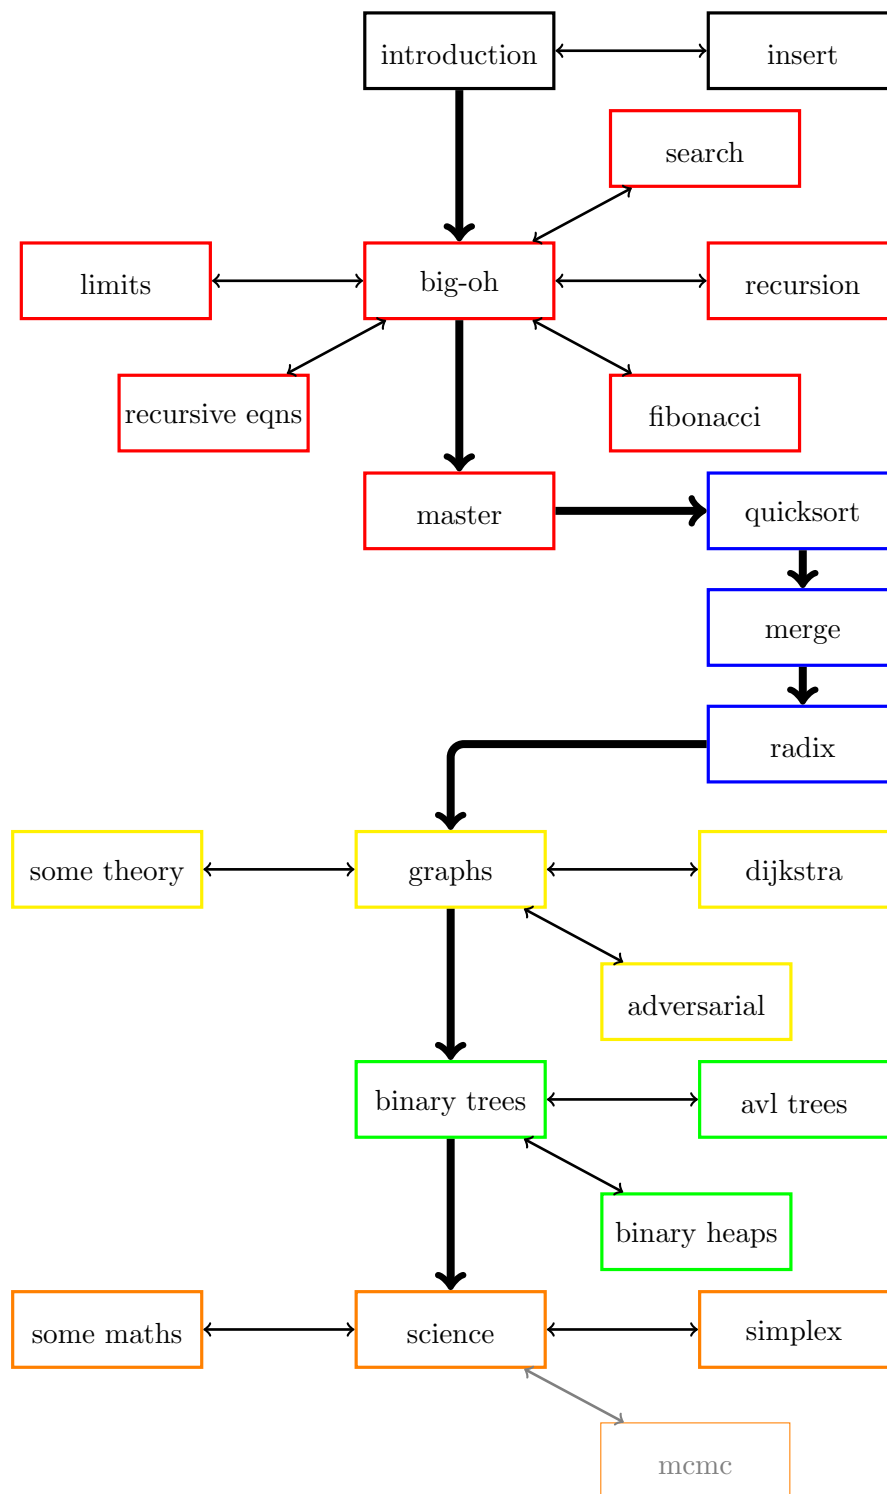 introduction
insert
search
limits
big-oh
recursion
recursive eqns
fibonacci
master
quicksort
merge
radix
some theory
graphs
dijkstra
adversarial
binary trees
avl trees
binary heaps
some maths
science
simplex
mcmc